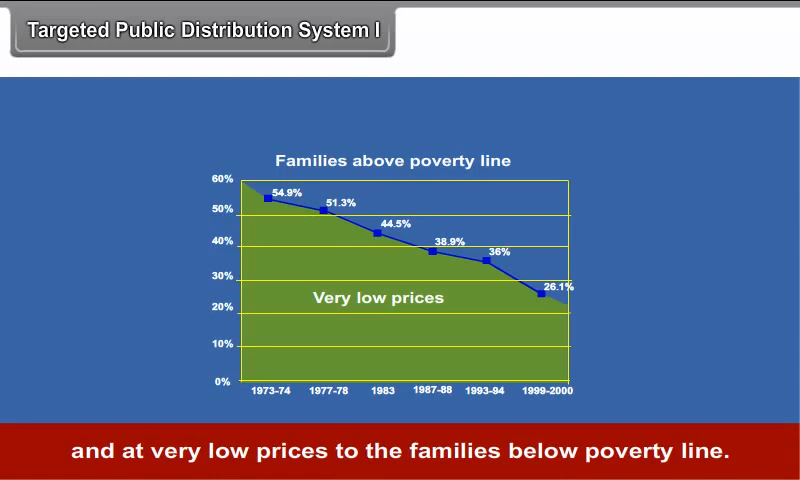 Targeted Public Distribution System I
Families above poverty line
60%
54.9%
51.3%
50%
44.5%
40%
38.9%
36%
30%
26.1%
Very low prices
20%
10%
0%
1973-74 1977-78 1983 1987-88 1993-94 1999-2000
and at very low prices to the families below poverty line.